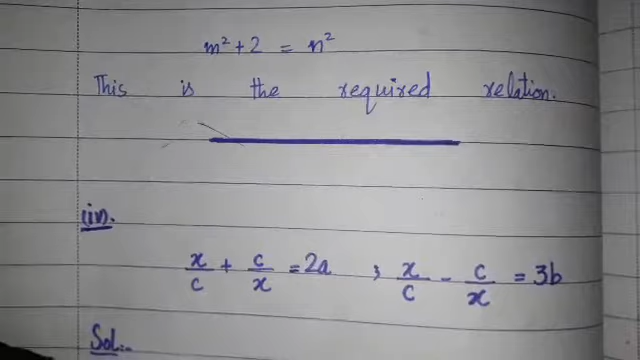 m² + 2 = n²
This is the required relation.
(iv).
x/c + c/x = 2a ; x/c - c/x = 3b
Sol:-